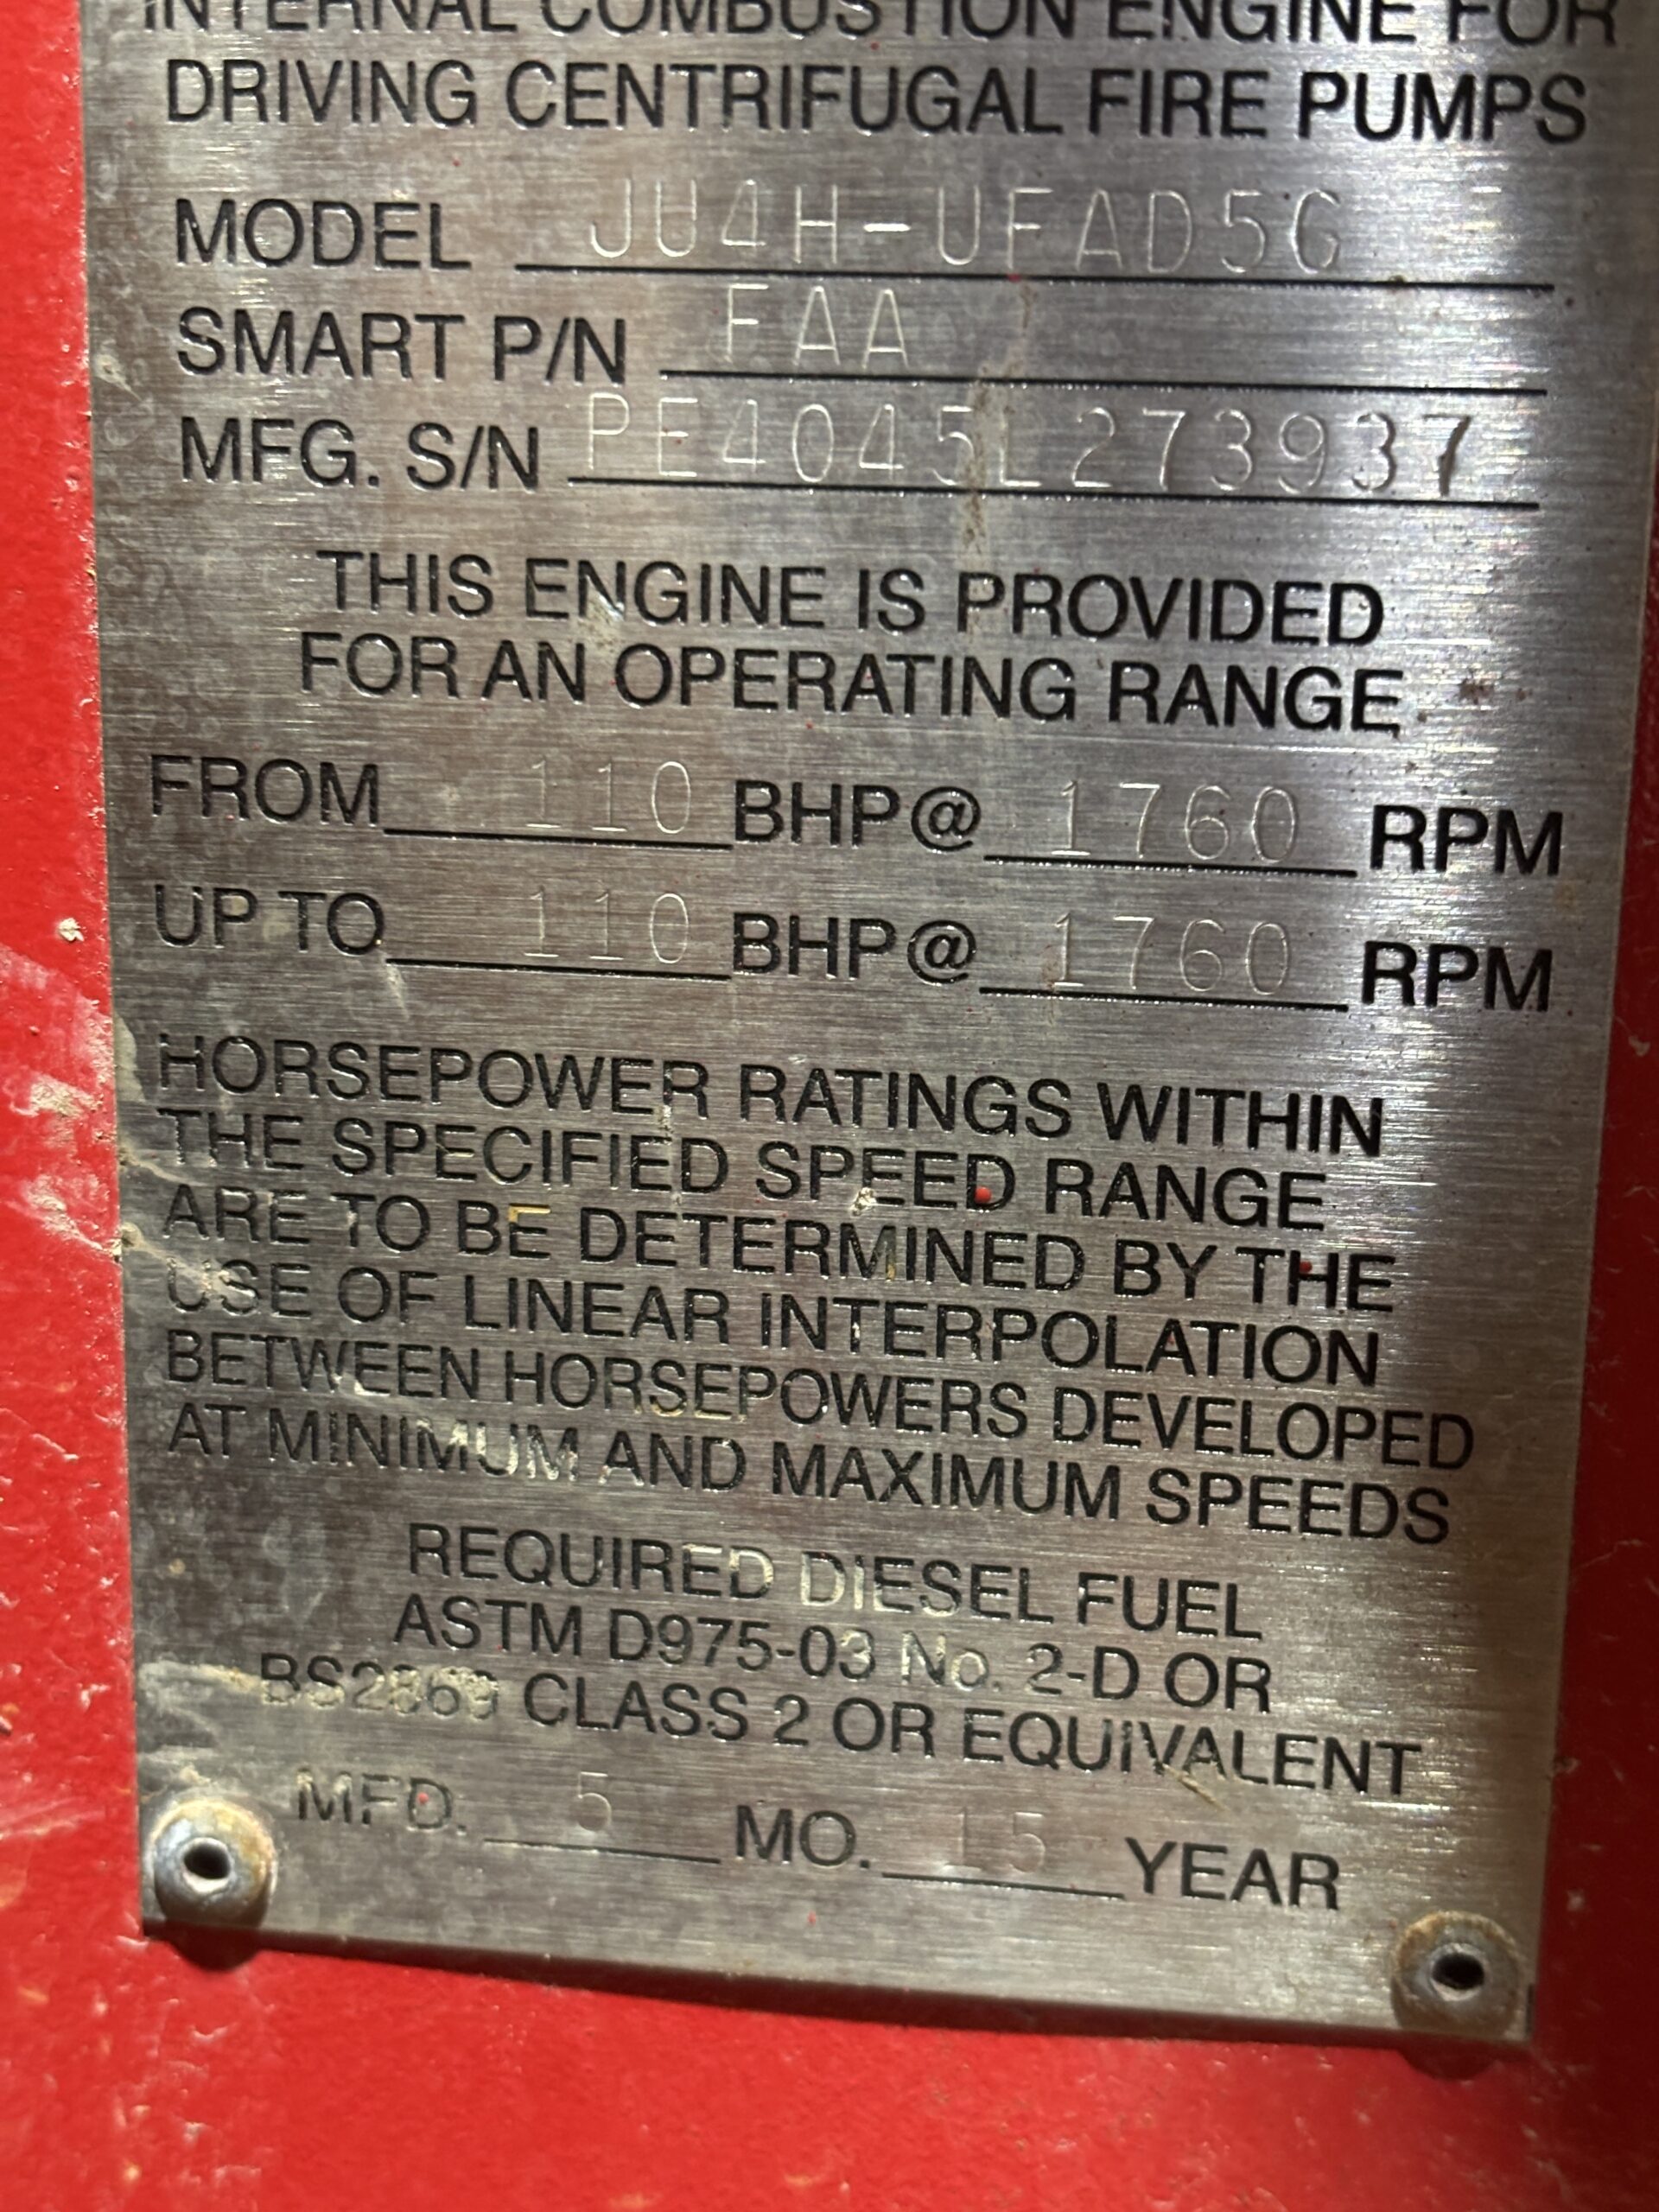 INTERNAL COMBUSTION ENGINE FOR
DRIVING CENTRIFUGAL FIRE PUMPS
MODEL JU4H-UFAD5G
SMART P/N FAA
MFG. S/N PE4045L273937
THIS ENGINE IS PROVIDED
FOR AN OPERATING RANGE
FROM 110 BHP@ 1760 RPM
UP TO 110 BHP@ 1760 RPM
HORSEPOWER RATINGS WITHIN
THE SPECIFIED SPEED RANGE
ARE TO BE DETERMINED BY THE
USE OF LINEAR INTERPOLATION
BETWEEN HORSEPOWERS DEVELOPED
AT MINIMUM AND MAXIMUM SPEEDS
REQUIRED DIESEL FUEL
ASTM D975-03 No. 2-D OR
BS2869 CLASS 2 OR EQUIVALENT
MFD. 5 MO. 15 YEAR